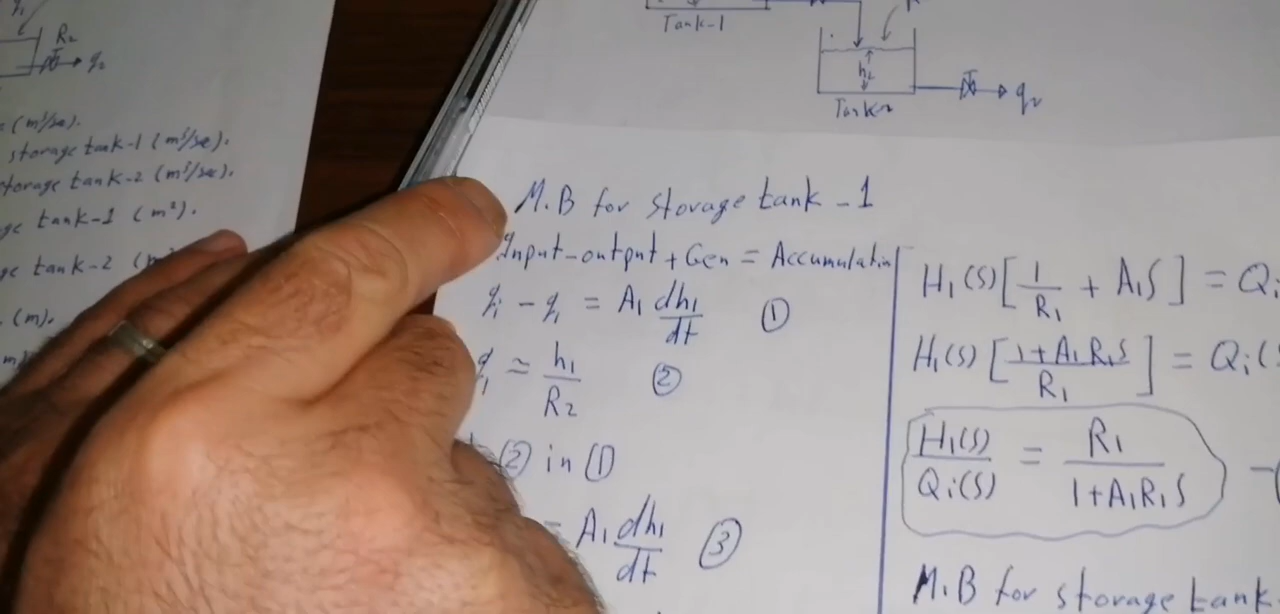 R2
q2
(m³/sec).
storage tank-1 (m³/sec).
storage tank-2 (m³/sec).
tank-1 (m²).
tank-2
(m).
Tank-1
h2
Tank-2
q2
M.B for storage tank-1
Input-output+Gen = Accumulation
qi - q1 = A1 dh1/dt ①
q1 = h1/R2 ②
② in ①
= A1 dh1/dt ③
H1(s)[1/R1 + A1S] = Qi
H1(s)[1+A1R1S/R1] = Qi(
H1(s)/Qi(s) = R1/1+A1R1S
M.B for storage tank